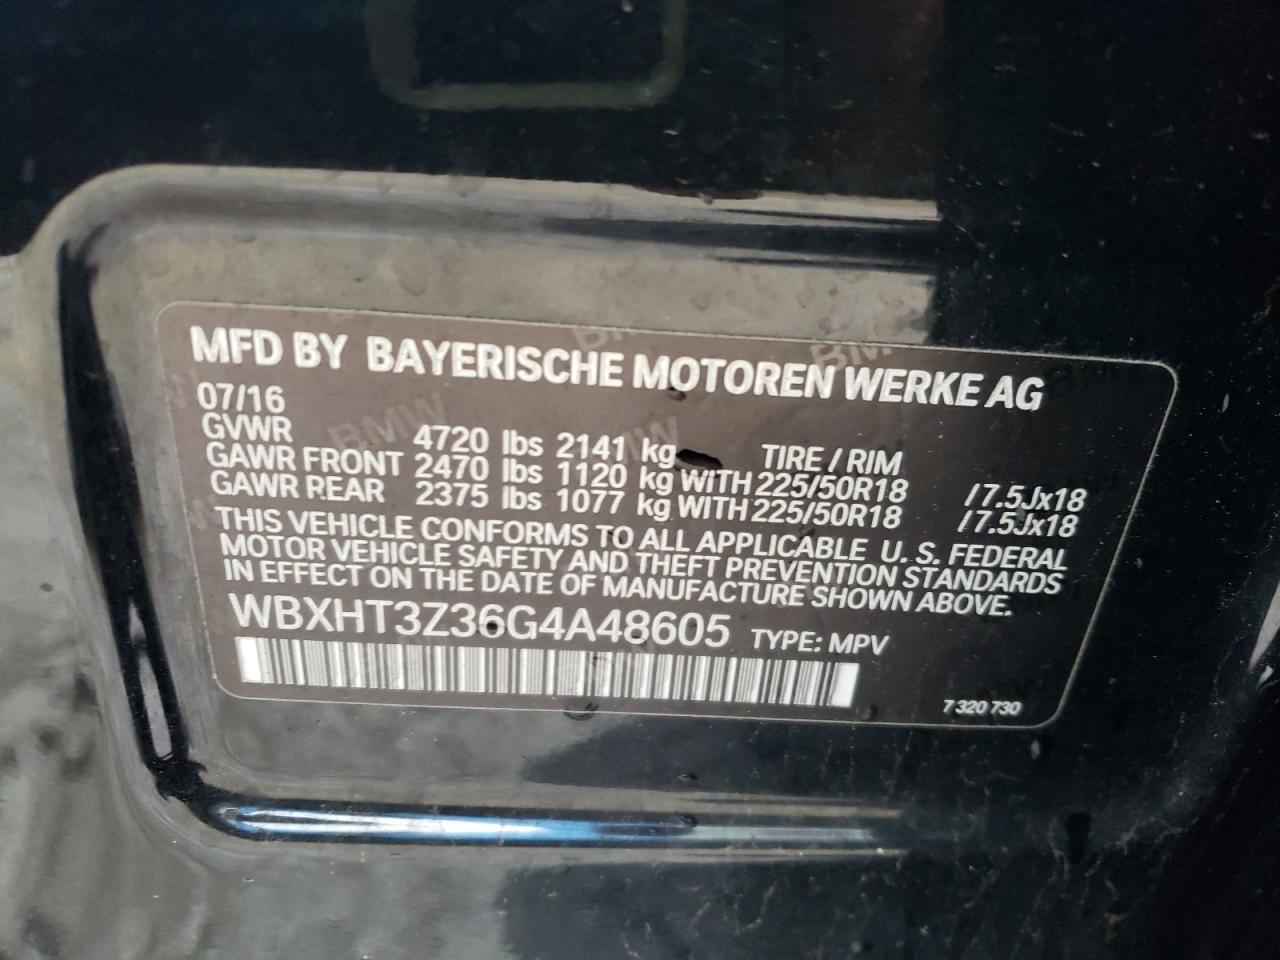 MFD BY BAYERISCHE MOTOREN WERKE AG
07/16
GVWR 4720 lbs 2141 kg TIRE / RIM
GAWR FRONT 2470 lbs 1120 kg WITH 225/50R18 /7.5Jx18
GAWR REAR 2375 lbs 1077 kg WITH 225/50R18 /7.5Jx18
THIS VEHICLE CONFORMS TO ALL APPLICABLE U. S. FEDERAL
MOTOR VEHICLE SAFETY AND THEFT PREVENTION STANDARDS
IN EFFECT ON THE DATE OF MANUFACTURE SHOWN ABOVE.
WBXHT3Z36G4A48605 TYPE: MPV
7 320 730